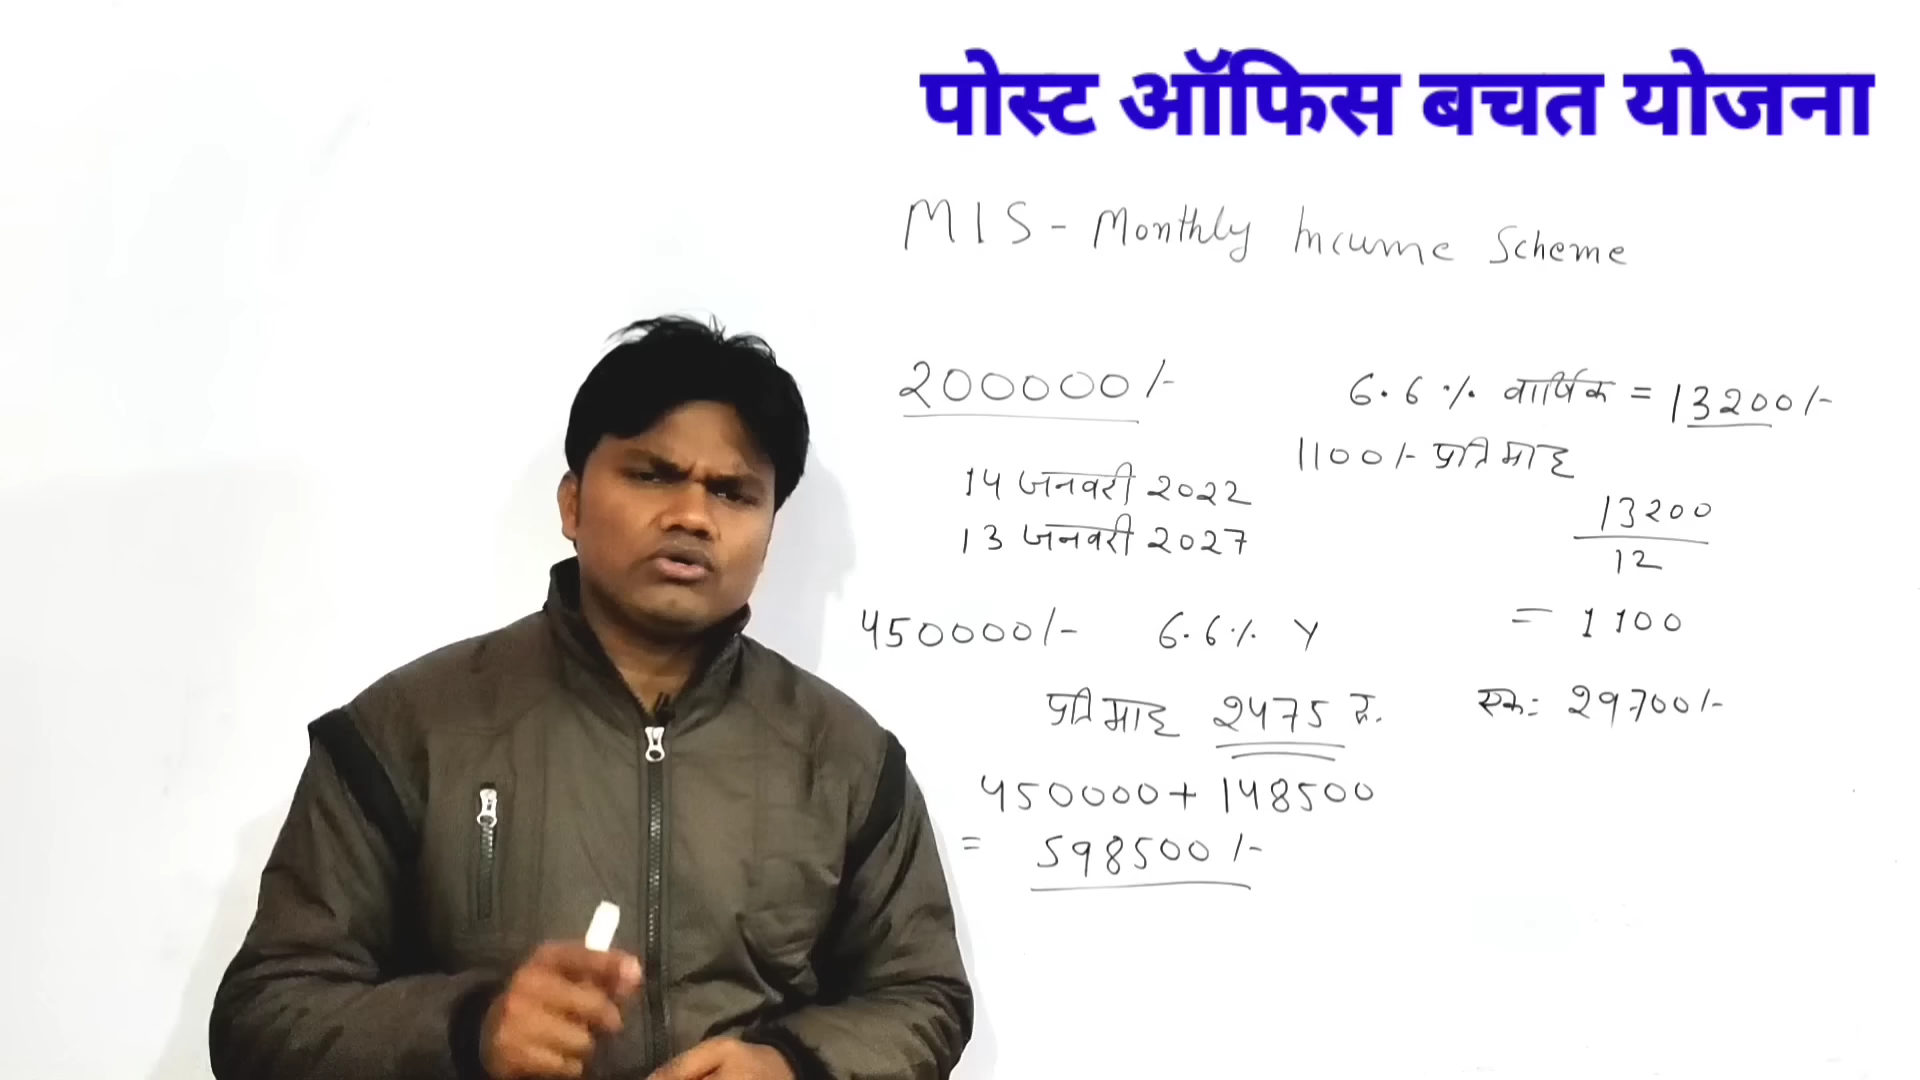 पोस्ट ऑफिस बचत योजना
MIS - Monthly Income Scheme
200000/-
6.6% वार्षिक = 13200/-
1100/- प्रतिमाह
14 जनवरी 2022
13 जनवरी 2027
13200
12
= 1100
450000/- 6.6% Y
प्रतिमाह 2475 रु. = 29700/-
450000 + 148500
= 598500/-